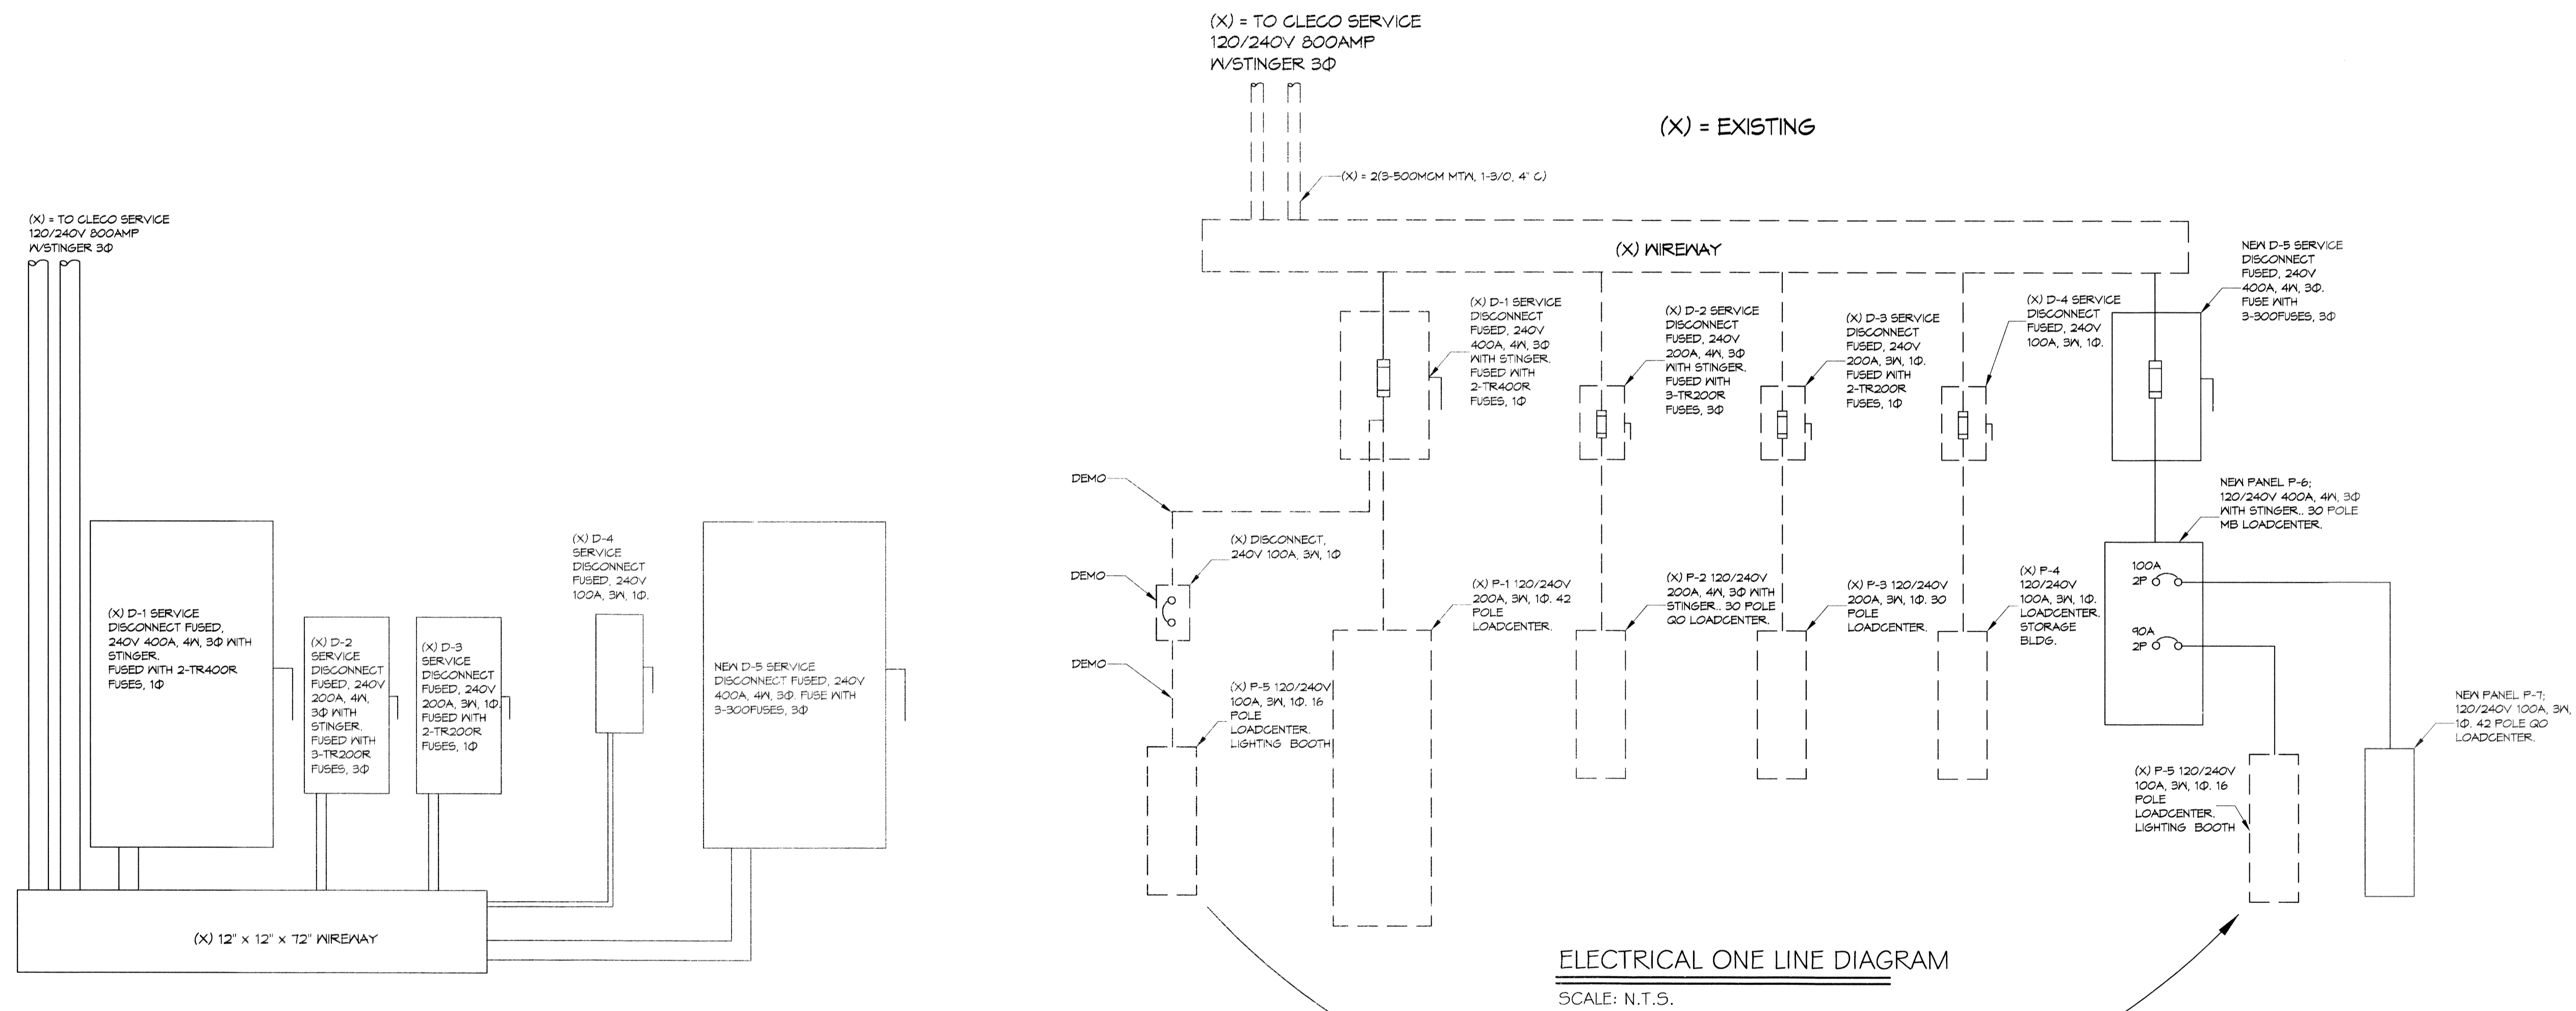 (X) = TO CLECO SERVICE
120/240V 800AMP
W/STINGER 3Φ
(X) D-1 SERVICE
DISCONNECT FUSED,
240V 400A, 4W, 3Φ WITH
STINGER.
FUSED WITH 2-TR400R
FUSES, 1Φ
(X) D-2
SERVICE
DISCONNECT
FUSED, 240V
200A, 4W,
3Φ WITH
STINGER.
FUSED WITH
3-TR200R
FUSES, 3Φ
(X) D-3
SERVICE
DISCONNECT
FUSED, 240V
200A, 3W, 1Φ.
FUSED WITH
2-TR200R
FUSES, 1Φ
(X) D-4
SERVICE
DISCONNECT
FUSED, 240V
100A, 3W, 1Φ.
NEW D-5 SERVICE
DISCONNECT FUSED, 240V
400A, 4W, 3Φ. FUSE WITH
3-300FUSES, 3Φ
(X) 12" x 12" x 72" WIREWAY
(X) = TO CLECO SERVICE
120/240V 800AMP
W/STINGER 3Φ
(X) = EXISTING
(X) = 2(3-500MCM MTW, 1-3/0, 4" C)
(X) WIREWAY
(X) D-1 SERVICE
DISCONNECT
FUSED, 240V
400A, 4W, 3Φ
WITH STINGER.
FUSED WITH
2-TR400R
FUSES, 1Φ
(X) D-2 SERVICE
DISCONNECT
FUSED, 240V
200A, 4W, 3Φ
WITH STINGER.
FUSED WITH
3-TR200R
FUSES, 3Φ
(X) D-3 SERVICE
DISCONNECT
FUSED, 240V
200A, 3W, 1Φ.
FUSED WITH
2-TR200R
FUSES, 1Φ
(X) D-4 SERVICE
DISCONNECT
FUSED, 240V
100A, 3W, 1Φ.
NEW D-5 SERVICE
DISCONNECT
FUSED, 240V
400A, 4W, 3Φ.
FUSE WITH
3-300FUSES, 3Φ
DEMO
(X) DISCONNECT,
240V 100A, 3W, 1Φ
DEMO
DEMO
(X) P-5 120/240V
100A, 3W, 1Φ. 16
POLE
LOADCENTER.
LIGHTING BOOTH
(X) P-1 120/240V
200A, 3W, 1Φ. 42
POLE
LOADCENTER.
(X) P-2 120/240V
200A, 4W, 3Φ WITH
STINGER.. 30 POLE
QO LOADCENTER.
(X) P-3 120/240V
200A, 3W, 1Φ. 30
POLE
LOADCENTER.
(X) P-4
120/240V
100A, 3W, 1Φ.
LOADCENTER.
STORAGE
BLDG.
NEW PANEL P-6;
120/240V 400A, 4W, 3Φ
WITH STINGER.. 30 POLE
MB LOADCENTER.
100A
2P
90A
2P
NEW PANEL P-7;
120/240V 100A, 3W,
1Φ. 42 POLE QO
LOADCENTER.
(X) P-5 120/240V
100A, 3W, 1Φ. 16
POLE
LOADCENTER.
LIGHTING BOOTH
ELECTRICAL ONE LINE DIAGRAM
SCALE: N.T.S.